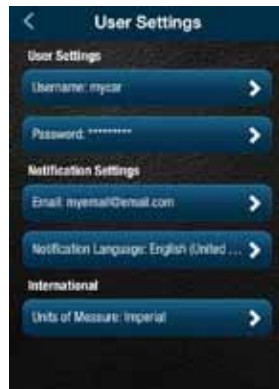 User Settings
User Settings
Username: mycar
Password: *********
Notification Settings
Email: myemail@email.com
Notification Language: English (United ...
International
Units of Measure: Imperial